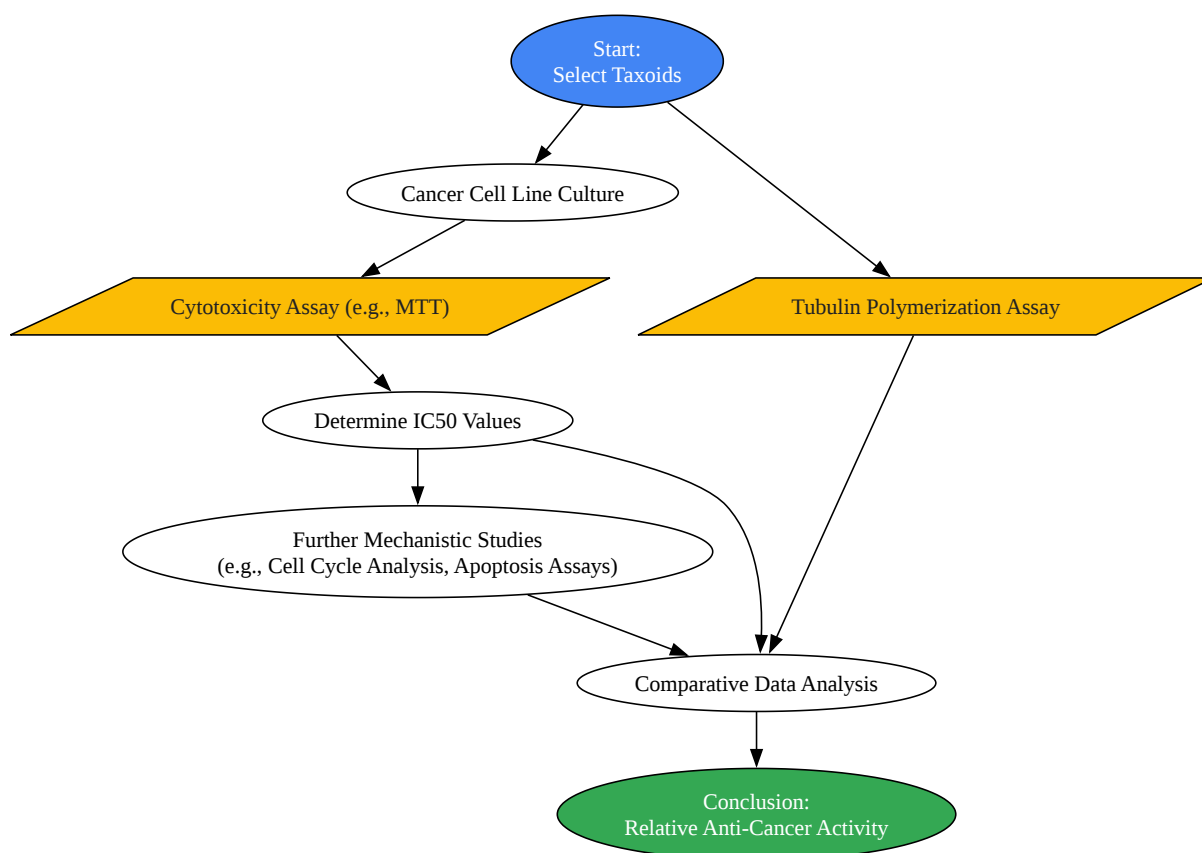 Start:
Select Taxoids
Cancer Cell Line Culture
Cytotoxicity Assay (e.g., MTT)
Tubulin Polymerization Assay
Determine IC50 Values
Further Mechanistic Studies
(e.g., Cell Cycle Analysis, Apoptosis Assays)
Comparative Data Analysis
Conclusion:
Relative Anti-Cancer Activity